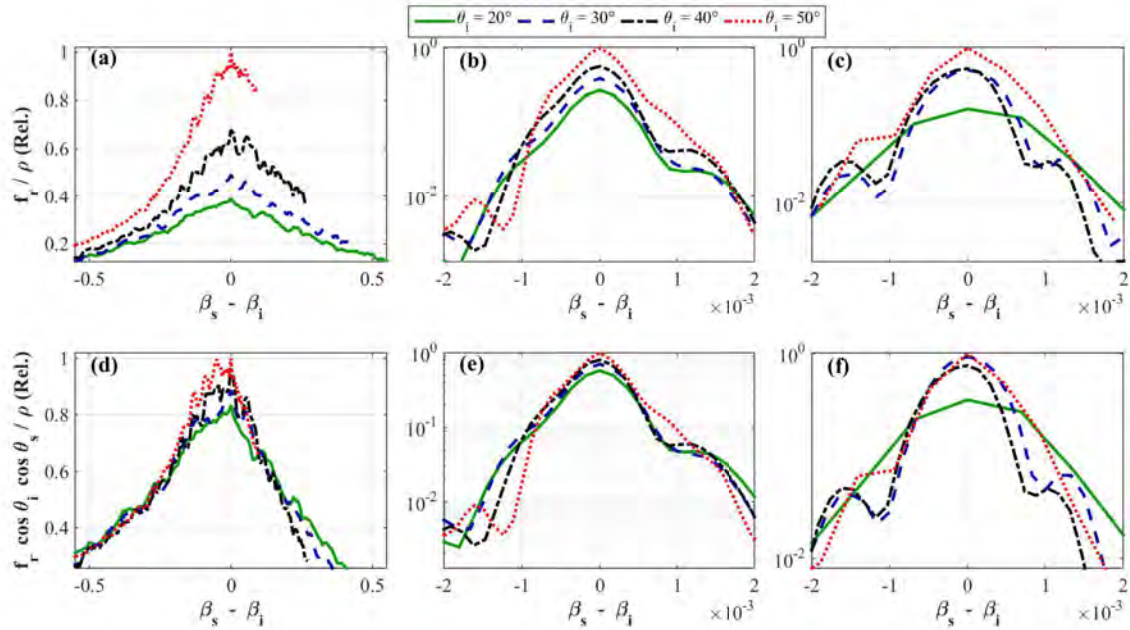 θi = 20° θi = 30° θi = 40° θi = 50°
(a)
1
0.8
0.6
0.4
0.2
fr / ρ (Rel.)
-0.5 0 0.5
βs - βi
(b)
10^0
10^-2
-2 -1 0 1 2
βs - βi ×10^-3
(c)
10^0
10^-2
-2 -1 0 1 2
βs - βi ×10^-3
(d)
1
0.8
0.6
0.4
fr cos θi cos θs / ρ (Rel.)
-0.5 0 0.5
βs - βi
(e)
10^0
10^-1
10^-2
-2 -1 0 1 2
βs - βi ×10^-3
(f)
10^0
10^-2
-2 -1 0 1 2
βs - βi ×10^-3